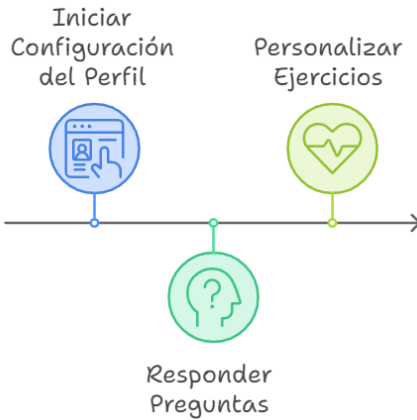 Iniciar
Configuración
del Perfil
Personalizar
Ejercicios
?
Responder
Preguntas